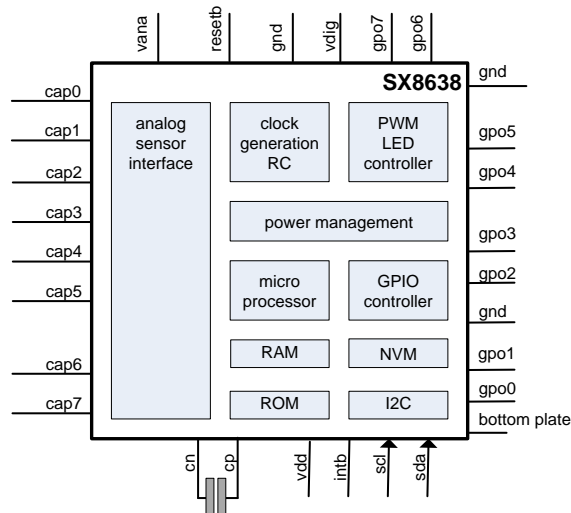 vana
resetb
gnd
vdig
gpo7
gpo6
SX8638
gnd
cap0
cap1
cap2
cap3
cap4
cap5
cap6
cap7
analog
sensor
interface
clock
generation
RC
PWM
LED
controller
power management
micro
processor
GPIO
controller
RAM
NVM
ROM
I2C
gpo5
gpo4
gpo3
gpo2
gnd
gpo1
gpo0
bottom plate
cn
cp
vdd
intb
scl
sda